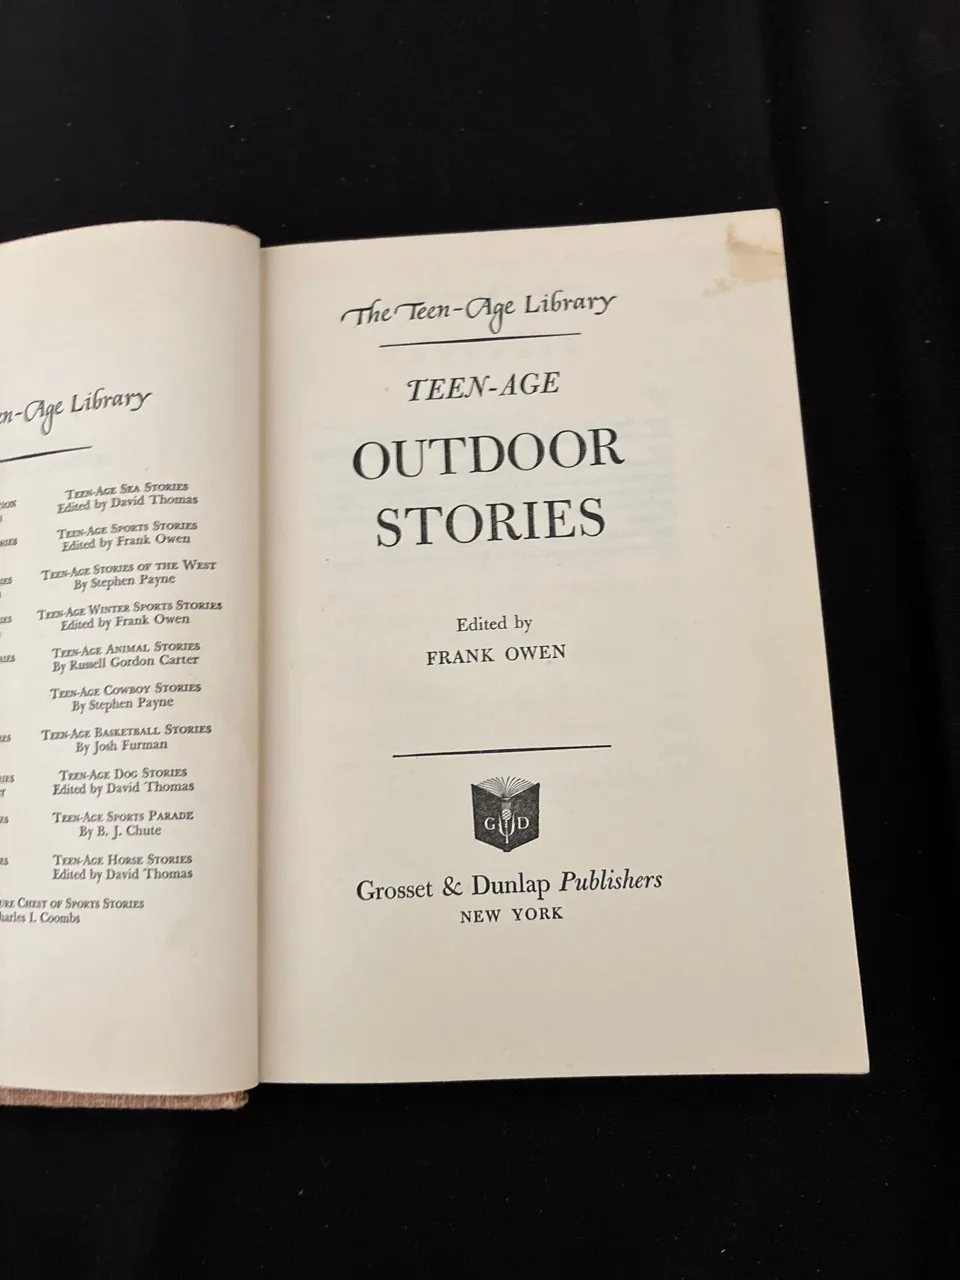 Age Library
TEEN-AGE SEA STORIES
Edited by David Thomas
TEEN-AGE SPORTS STORIES
Edited by Frank Owen
TEEN-AGE STORIES OF THE WEST
By Stephen Payne
TEEN-AGE WINTER SPORTS STORIES
Edited by Frank Owen
TEEN-AGE ANIMAL STORIES
By Russell Gordon Carter
TEEN-AGE COWBOY STORIES
By Stephen Payne
TEEN-AGE BASKETBALL STORIES
By Josh Furman
TEEN-AGE DOG STORIES
Edited by David Thomas
TEEN-AGE SPORTS PARADE
By B. J. Chute
TEEN-AGE HORSE STORIES
Edited by David Thomas
CHEST OF SPORTS STORIES
I. Coombs
The Teen-Age Library
TEEN-AGE
OUTDOOR
STORIES
Edited by
FRANK OWEN
G D
Grosset & Dunlap Publishers
NEW YORK